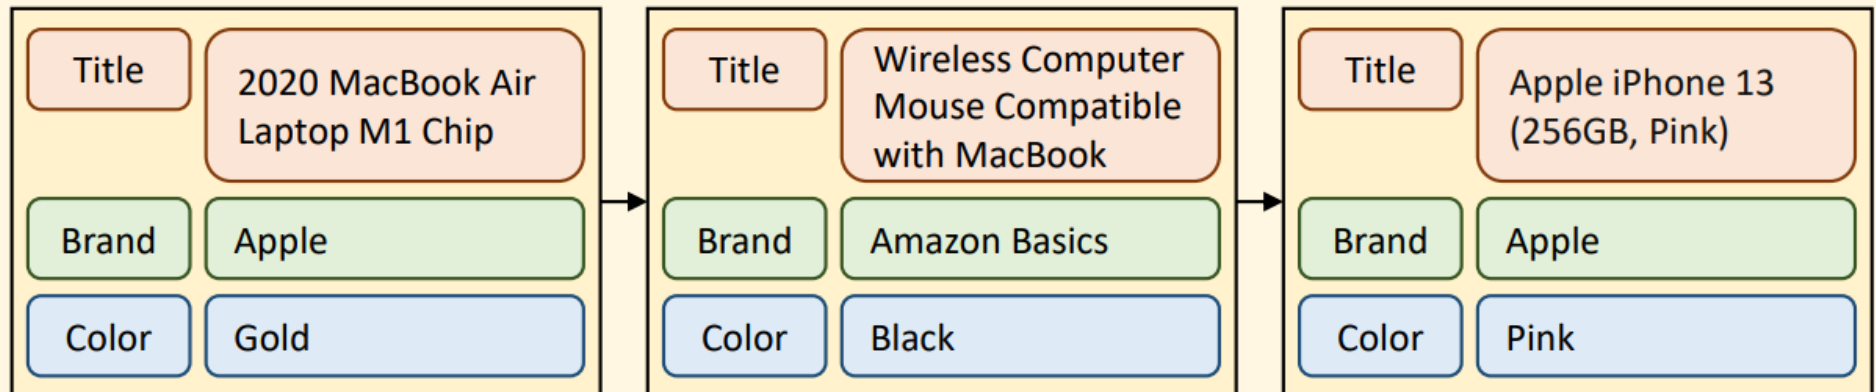 Title
2020 MacBook Air
Laptop M1 Chip
Brand
Apple
Color
Gold
Title
Wireless Computer
Mouse Compatible
with MacBook
Brand
Amazon Basics
Color
Black
Title
Apple iPhone 13
(256GB, Pink)
Brand
Apple
Color
Pink